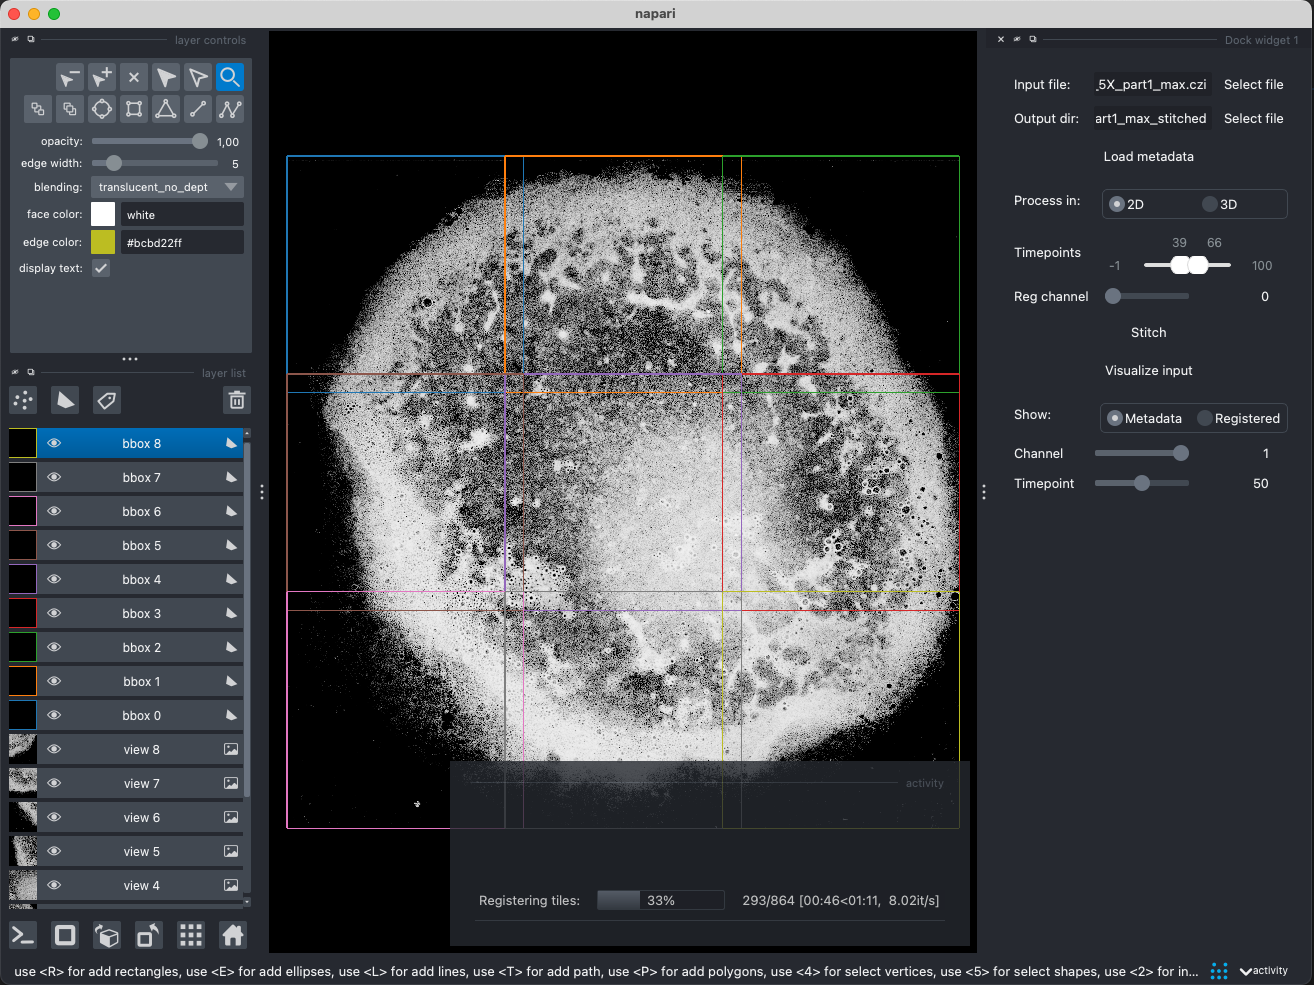 napari
layer controls
opacity: 1,00
edge width: 5
blending: translucent_no_dept
face color: white
edge color: #bcbd22ff
display text:
layer list
bbox 8
bbox 7
bbox 6
bbox 5
bbox 4
bbox 3
bbox 2
bbox 1
bbox 0
view 8
view 7
view 6
view 5
view 4
activity
Registering tiles: 33% 293/864 [00:46<01:11, 8.02it/s]
Dock widget 1
Input file: _5X_part1_max.czi Select file
Output dir: art1_max_stitched Select file
Load metadata
Process in: 2D 3D
39 66
Timepoints -1 100
Reg channel 0
Stitch
Visualize input
Show: Metadata Registered
Channel 1
Timepoint 50
use <R> for add rectangles, use <E> for add ellipses, use <L> for add lines, use <T> for add path, use <P> for add polygons, use <4> for select vertices, use <5> for select shapes, use <2> for in...
activity